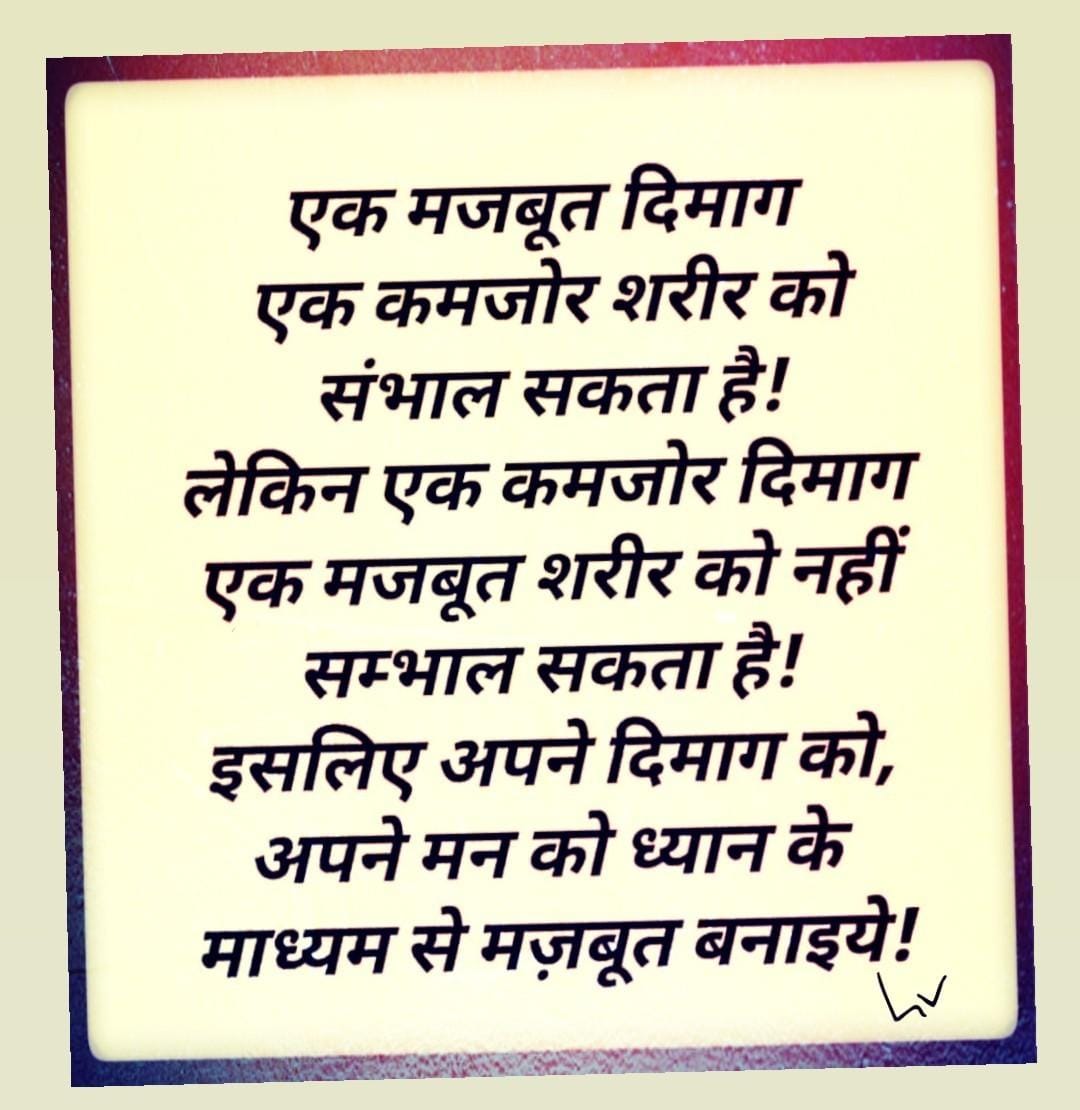 एक मजबूत दिमाग
एक कमजोर शरीर को
संभाल सकता है!
लेकिन एक कमजोर दिमाग
एक मजबूत शरीर को नहीं
सम्भाल सकता है!
इसलिए अपने दिमाग को,
अपने मन को ध्यान के
माध्यम से मज़बूत बनाइये!